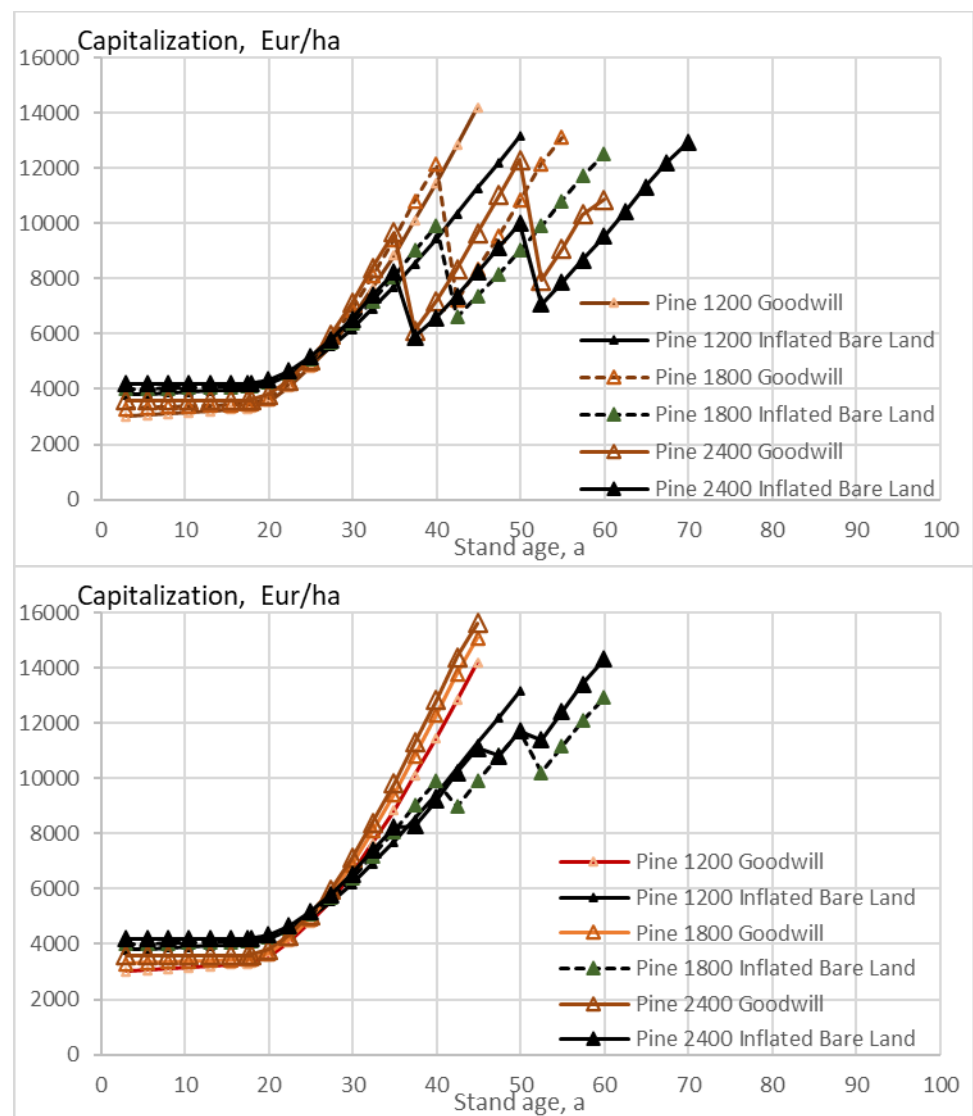 Capitalization, Eur/ha
16000
14000
12000
10000
8000
6000
4000
2000
0
Pine 1200 Goodwill
Pine 1200 Inflated Bare Land
Pine 1800 Goodwill
Pine 1800 Inflated Bare Land
Pine 2400 Goodwill
Pine 2400 Inflated Bare Land
0 10 20 30 40 50 60 70 80 90 100
Stand age, a
Capitalization, Eur/ha
16000
14000
12000
10000
8000
6000
4000
2000
0
Pine 1200 Goodwill
Pine 1200 Inflated Bare Land
Pine 1800 Goodwill
Pine 1800 Inflated Bare Land
Pine 2400 Goodwill
Pine 2400 Inflated Bare Land
0 10 20 30 40 50 60 70 80 90 100
Stand age, a